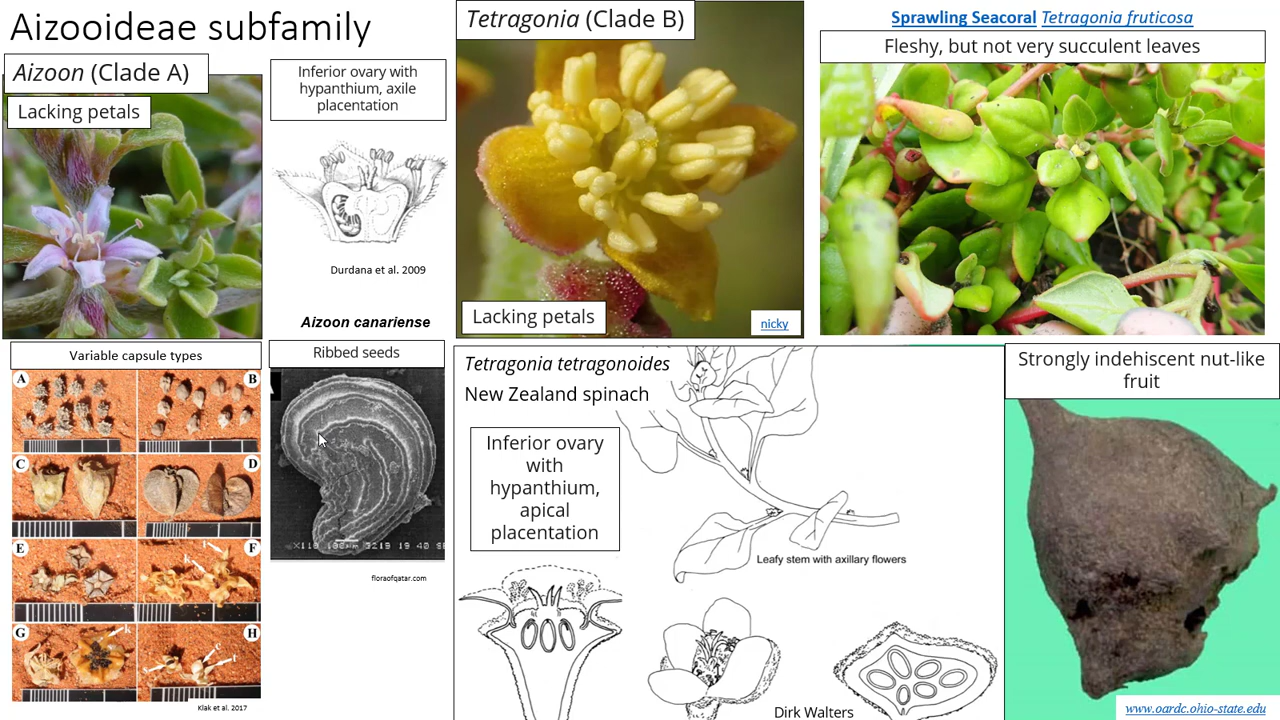 Aizooideae subfamily
Aizoon (Clade A)
Lacking petals
Inferior ovary with
hypanthium, axile
placentation
Durdana et al. 2009
Aizoon canariense
Tetragonia (Clade B)
Lacking petals
nicky
Sprawling Seacoral Tetragonia fruticosa
Fleshy, but not very succulent leaves
Variable capsule types
A
B
C
D
E
F
G
H
Klak et al. 2017
Ribbed seeds
floraofqatar.com
Tetragonia tetragonoides
New Zealand spinach
Inferior ovary
with
hypanthium,
apical
placentation
Leafy stem with axillary flowers
Dirk Walters
Strongly indehiscent nut-like
fruit
www.oardc.ohio-state.edu